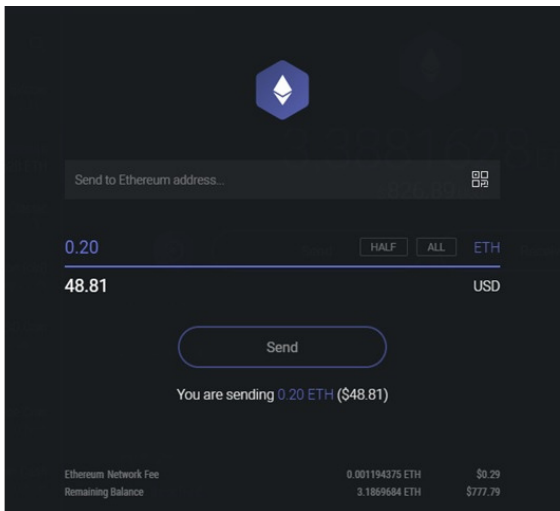 Send to Ethereum address...
0.20 HALF ALL ETH
48.81 USD
Send
You are sending 0.20 ETH ($48.81)
Ethereum Network Fee 0.001194375 ETH $0.29
Remaining Balance 3.1869684 ETH $777.79